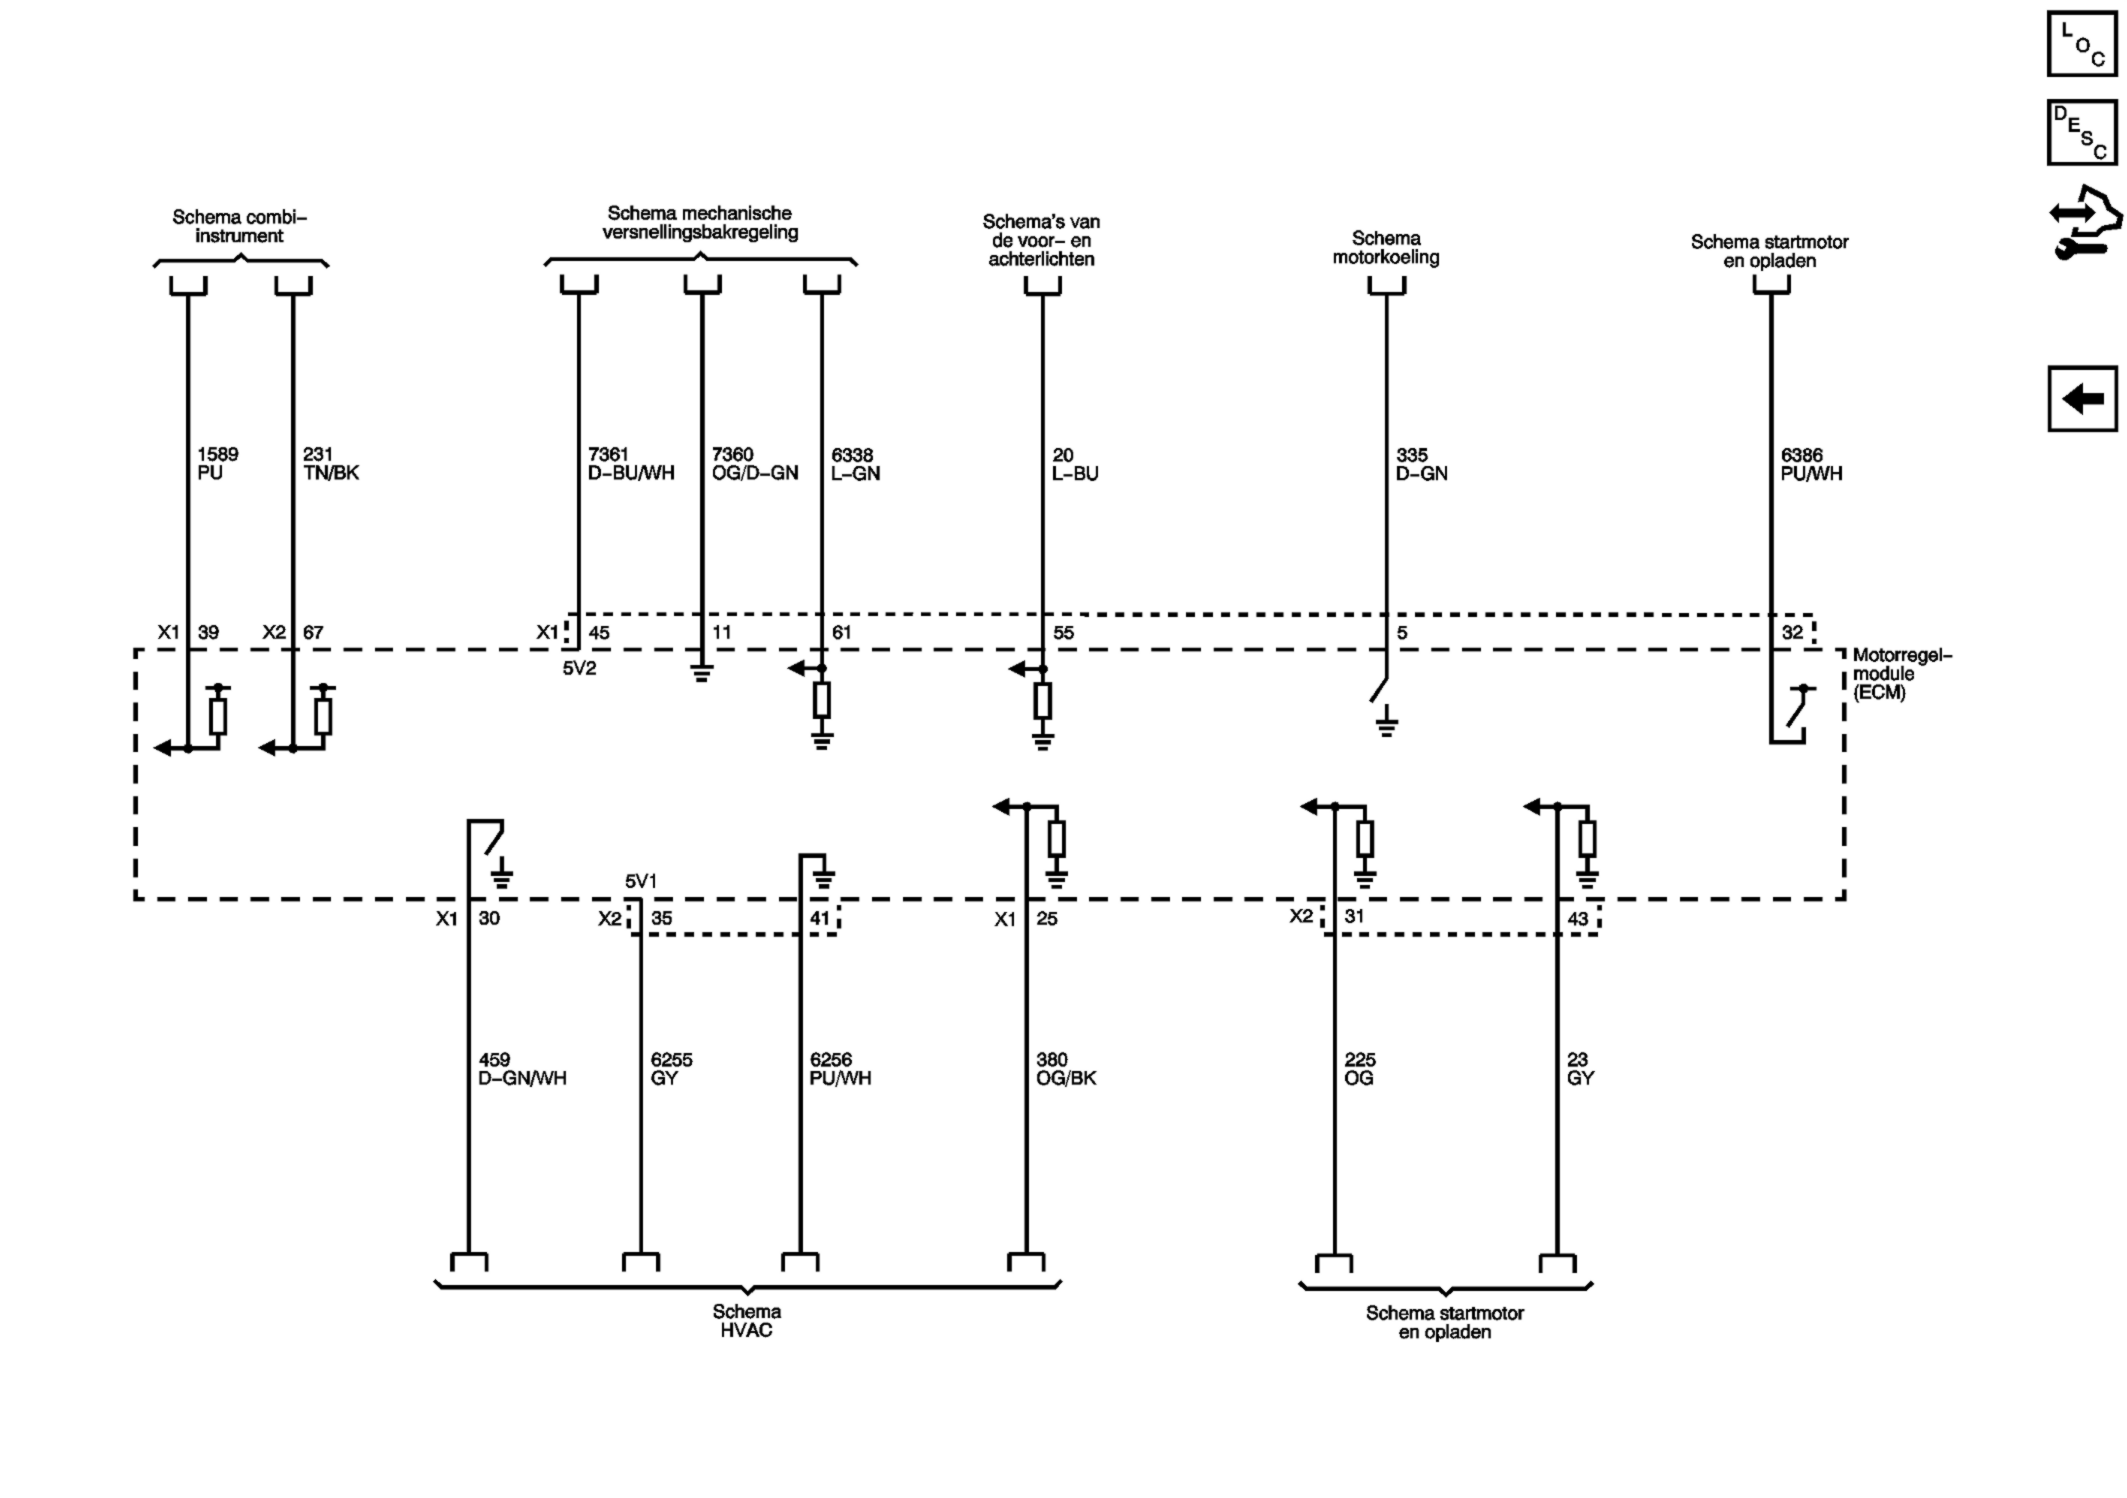 L
O
C
D
E
S
C
Schema combi–
instrument
Schema mechanische
versnellingsbakregeling
Schema's van
de voor– en
achterlichten
Schema
motorkoeling
Schema startmotor
en opladen
1589
PU
231
TN/BK
7361
D–BU/WH
7360
OG/D–GN
6338
L–GN
20
L–BU
335
D–GN
6386
PU/WH
X1 39
X2 67
X1 45
11
61
55
5
32
5V2
Motorregel–
module
(ECM)
5V1
X1 30
X2 35
41
X1 25
X2 31
43
459
D–GN/WH
6255
GY
6256
PU/WH
380
OG/BK
225
OG
23
GY
Schema
HVAC
Schema startmotor
en opladen